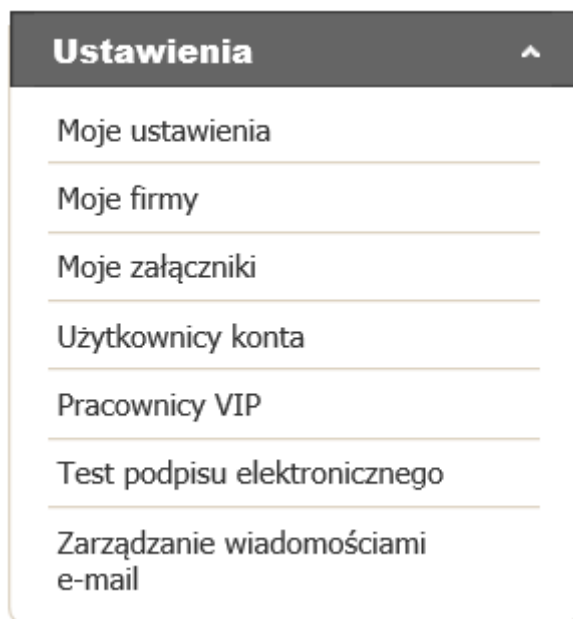 Ustawienia
Moje ustawienia
Moje firmy
Moje załączniki
Użytkownicy konta
Pracownicy VIP
Test podpisu elektronicznego
Zarządzanie wiadomościami
e-mail